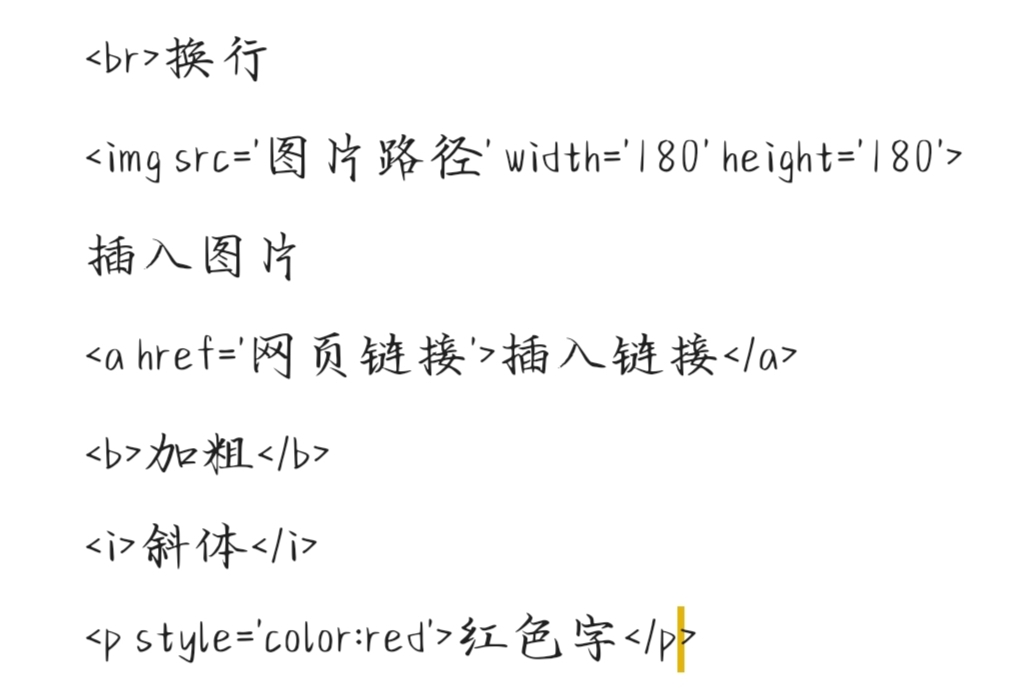 <br>换行
<img src='图片路径' width='180' height='180'>
插入图片
<a href='网页链接'>插入链接</a>
<b>加粗</b>
<i>斜体</i>
<p style='color:red'>红色字</p>